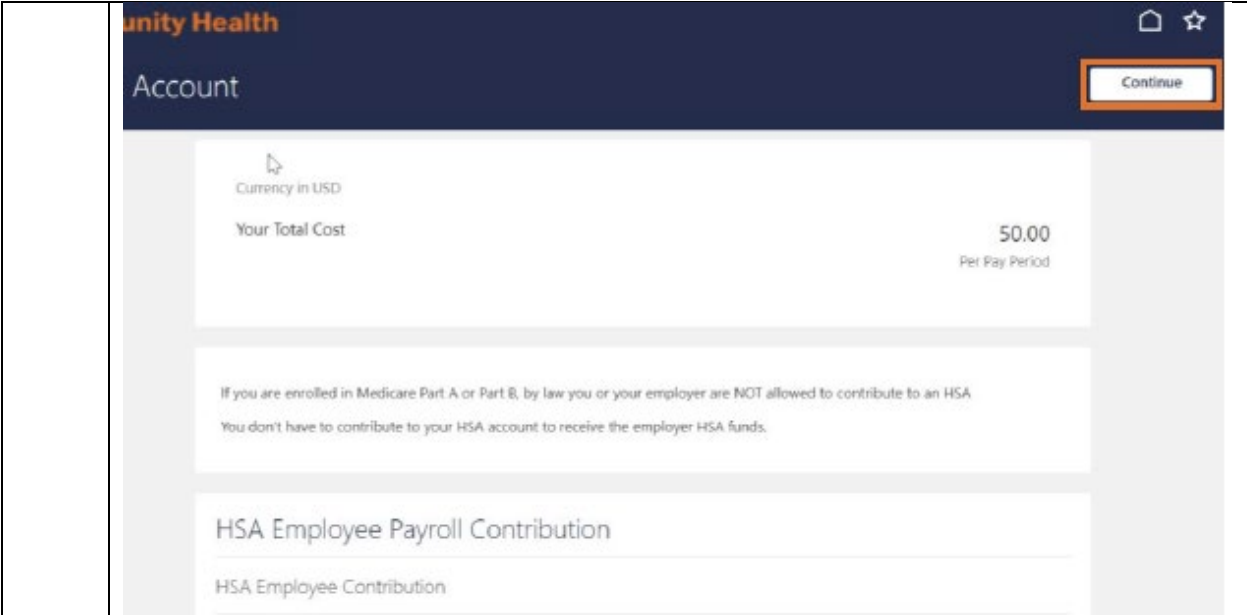 unity Health
Account
Continue
Currency in USD
Your Total Cost
50.00
Per Pay Period
If you are enrolled in Medicare Part A or Part B, by law you or your employer are NOT allowed to contribute to an HSA
You don't have to contribute to your HSA account to receive the employer HSA funds.
HSA Employee Payroll Contribution
HSA Employee Contribution